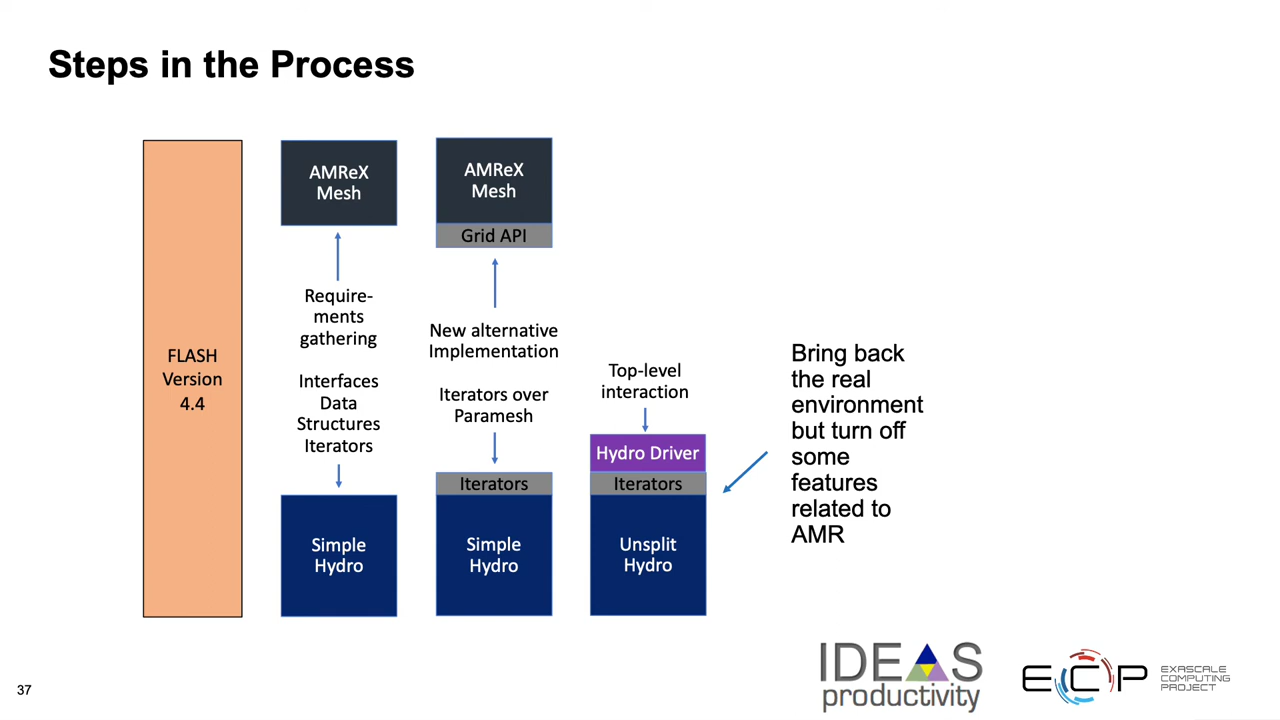 Steps in the Process
FLASH
Version
4.4
AMReX
Mesh
Require-
ments
gathering
Interfaces
Data
Structures
Iterators
Simple
Hydro
AMReX
Mesh
Grid API
New alternative
Implementation
Iterators over
Paramesh
Iterators
Simple
Hydro
Top-level
interaction
Hydro Driver
Iterators
Unsplit
Hydro
Bring back
the real
environment
but turn off
some
features
related to
AMR
37
IDEAS
productivity
ECP
EXASCALE
COMPUTING
PROJECT